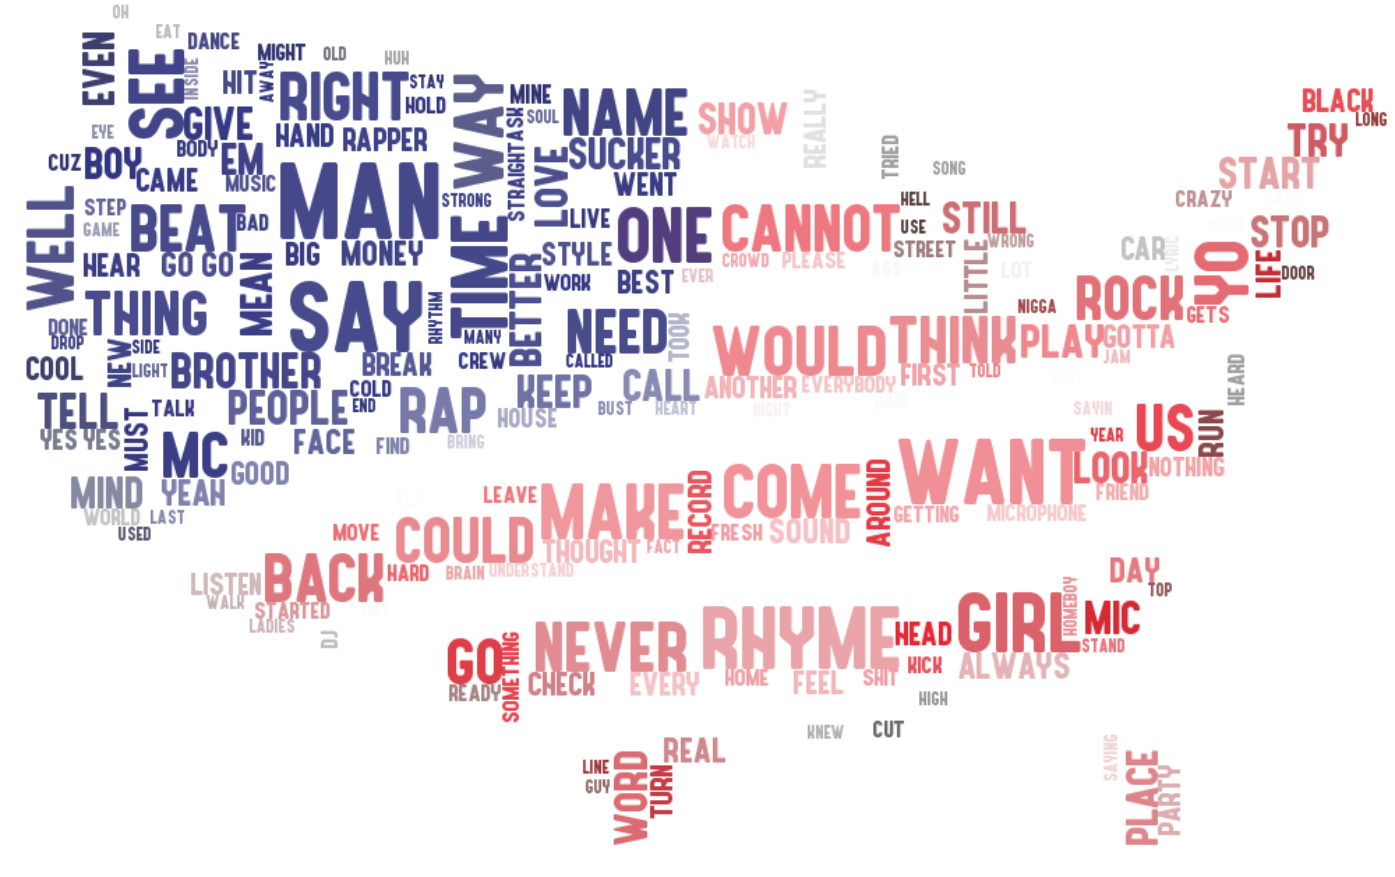 OH
EAT
EVEN
SEE
INSIDE
DANCE
MIGHT
OLD
HUH
HIT
AWAY
RIGHT
STAY
HOLD
WAY
MINE
SOUL
NAME
SHOW
WATCH
REALLY
TRIED
SONG
BLACK
LONG
TRY
START
CRAZY
EYE
GIVE
BODY
HAND
RAPPER
EM
STRAIGHT
ASK
SUCKER
LOVE
WENT
CUZ
BOY
CAME
MUSIC
MAN
STRONG
WELL
STEP
GAME
BEAT
BAD
BIG
MONEY
TIME
LIVE
ONE
CANNOT
HELL
USE
STREET
STILL
WRONG
LITTLE
LOT
STOP
CAR
LYRIC
YO
LIFE
DOOR
HEAR
GO GO
MEAN
STYLE
WORK
BEST
EVER
CROWD
PLEASE
ASS
THING
SAY
RHYTHM
BETTER
NEED
TOOK
WOULD
THINK
NIGGA
PLAY
ROCK
GETS
GOTTA
JAM
DONE
DROP
NEW
SIDE
LIGHT
COOL
BROTHER
BREAK
MANY
CREW
CALLED
ANOTHER
EVERYBODY
FIRST
TOLD
HEARD
TELL
YES YES
MUST
TALK
PEOPLE
COLD
END
RAP
KEEP
HOUSE
CALL
BUST
HEART
NIGHT
SAYIN
YEAR
US
RUN
MC
KID
FACE
FIND
BRING
GOOD
MIND
YEAH
WORLD
LAST
USED
LEAVE
MAKE
RECORD
COME
AROUND
WANT
LOOK
NOTHING
FRIEND
GETTING
MICROPHONE
FLY
MOVE
COULD
THOUGHT
FACT
FRESH
SOUND
BACK
HARD
BRAIN
UNDERSTAND
LISTEN
WALK
STARTED
LADIES
DJ
DAY
TOP
GO
READY
SOMETHING
NEVER
RHYME
HEAD
GIRL
HOMEBOY
MIC
STAND
CHECK
EVERY
HOME
FEEL
SHIT
KICK
ALWAYS
HIGH
KNEW
CUT
LINE
GUY
WORD
TURN
REAL
SAYING
PLACE
PARTY